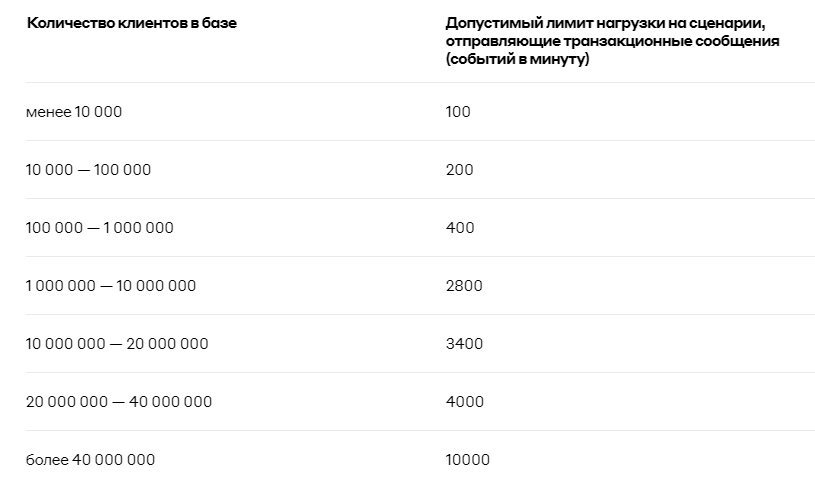 Количество клиентов в базе
Допустимый лимит нагрузки на сценарии,
отправляющие транзакционные сообщения
(событий в минуту)
менее 10 000
100
10 000 — 100 000
200
100 000 — 1 000 000
400
1 000 000 — 10 000 000
2800
10 000 000 — 20 000 000
3400
20 000 000 — 40 000 000
4000
более 40 000 000
10000